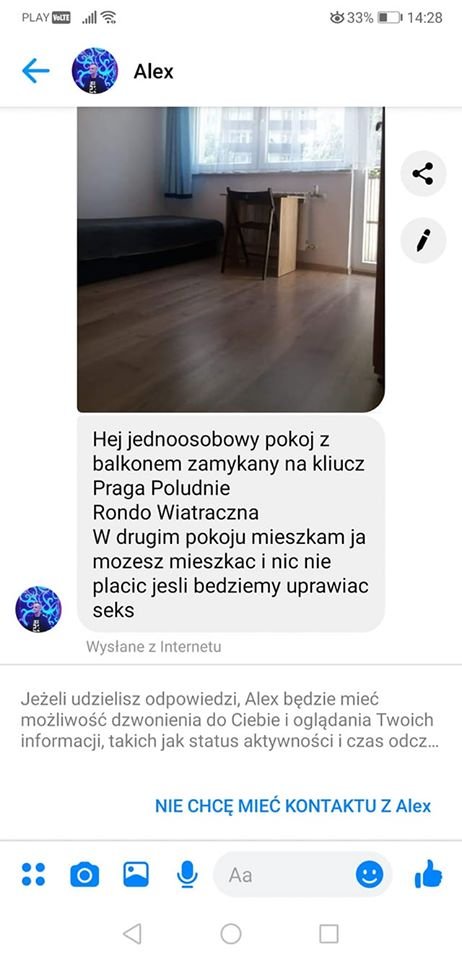 PLAY VoLTE 33% 14:28
Alex
Hej jednoosobowy pokoj z
balkonem zamykany na kliucz
Praga Poludnie
Rondo Wiatraczna
W drugim pokoju mieszkam ja
mozesz mieszkac i nic nie
placic jesli bedziemy uprawiac
seks
Wysłane z Internetu
Jeżeli udzielisz odpowiedzi, Alex będzie mieć
możliwość dzwonienia do Ciebie i oglądania Twoich
informacji, takich jak status aktywności i czas odcz...
NIE CHCĘ MIEĆ KONTAKTU Z Alex
Aa